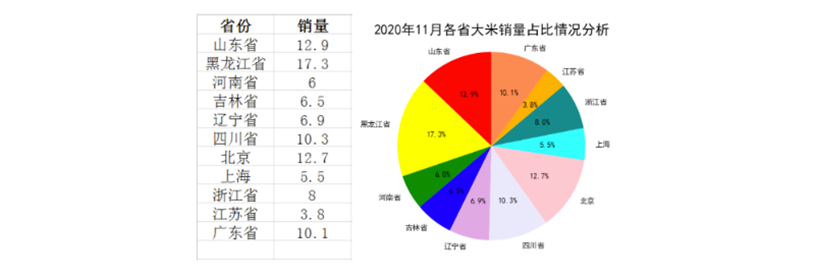 省份 销量
山东省 12.9
黑龙江省 17.3
河南省 6
吉林省 6.5
辽宁省 6.9
四川省 10.3
北京 12.7
上海 5.5
浙江省 8
江苏省 3.8
广东省 10.1
2020年11月各省大米销量占比情况分析
山东省 12.9%
黑龙江省 17.3%
河南省 6.0%
吉林省 6.5%
辽宁省 6.9%
四川省 10.3%
北京 12.7%
上海 5.5%
浙江省 8.0%
江苏省 3.8%
广东省 10.1%